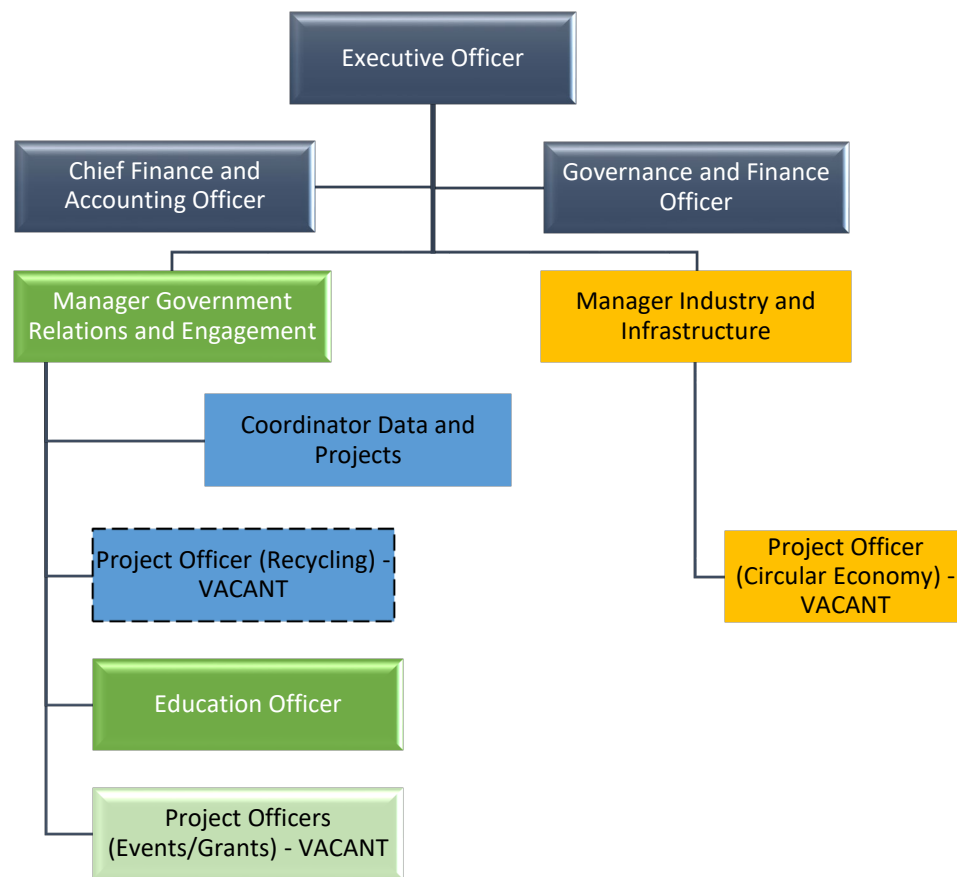 Executive Officer
Chief Finance and
Accounting Officer
Governance and Finance
Officer
Manager Government
Relations and Engagement
Manager Industry and
Infrastructure
Coordinator Data and
Projects
Project Officer (Recycling) -
VACANT
Project Officer
(Circular Economy) -
VACANT
Education Officer
Project Officers
(Events/Grants) - VACANT